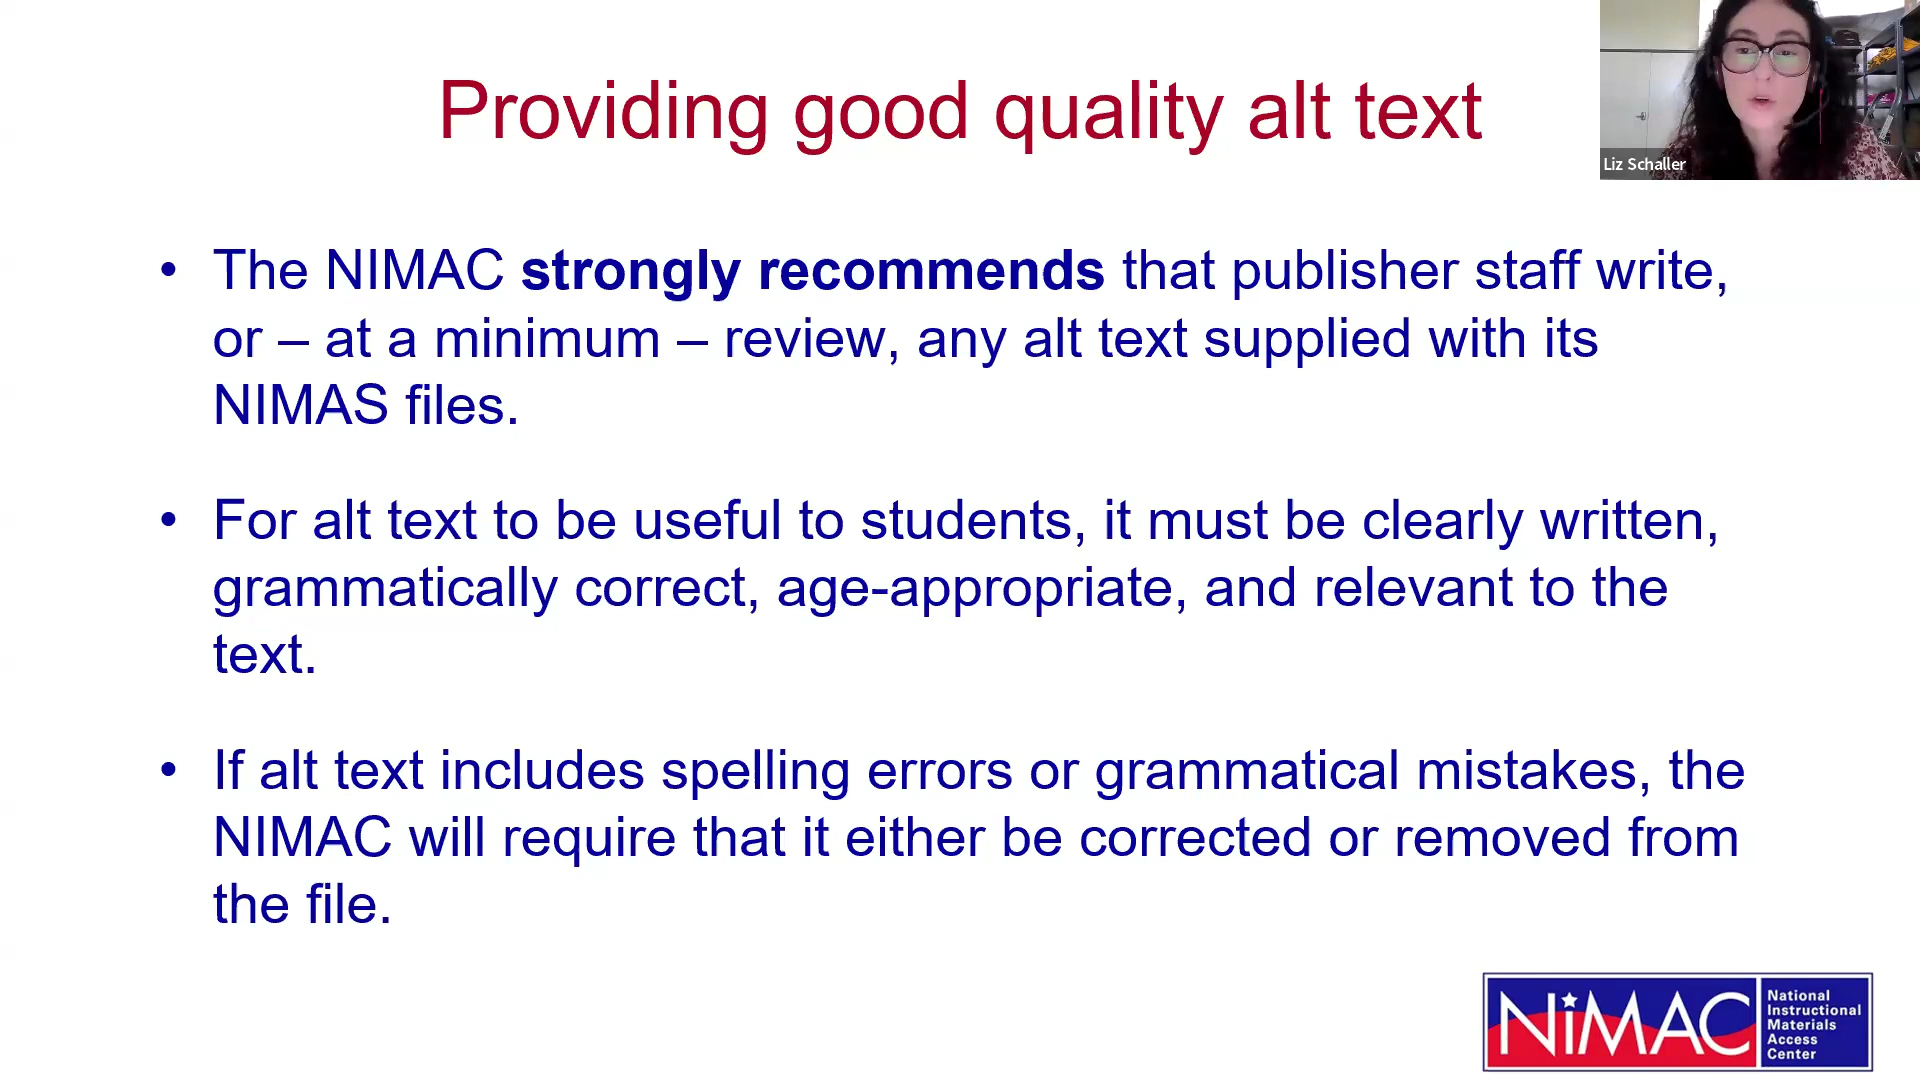 Providing good quality alt text
Liz Schaller
• The NIMAC strongly recommends that publisher staff write,
or – at a minimum – review, any alt text supplied with its
NIMAS files.
• For alt text to be useful to students, it must be clearly written,
grammatically correct, age-appropriate, and relevant to the
text.
• If alt text includes spelling errors or grammatical mistakes, the
NIMAC will require that it either be corrected or removed from
the file.
NiMAC
National
Instructional
Materials
Access
Center